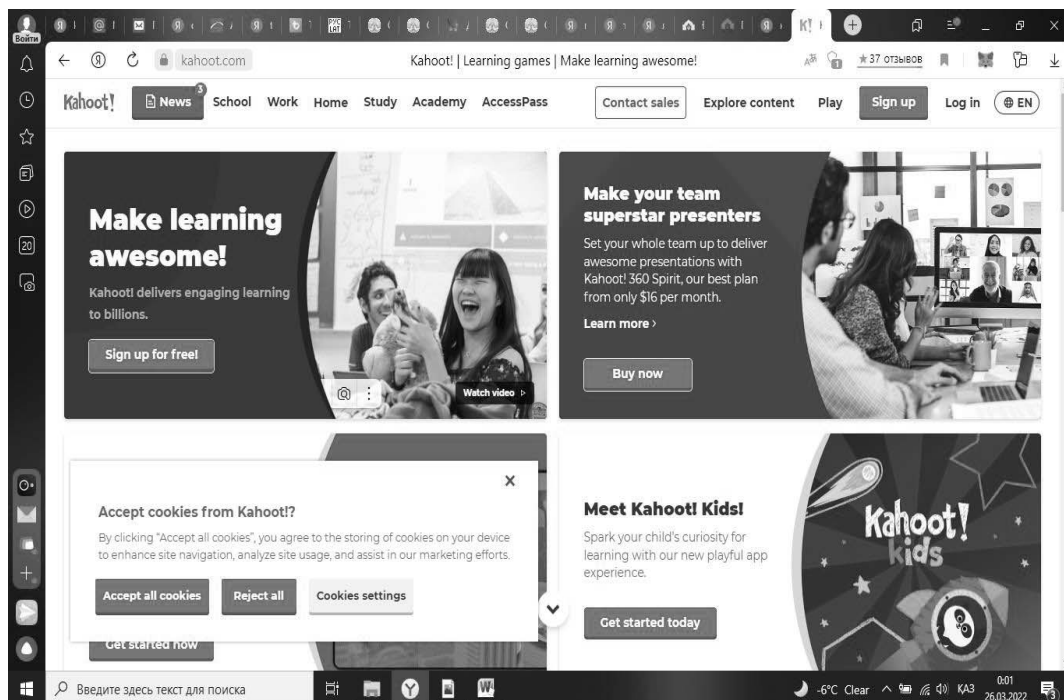 Войти
РУС
LAT
kahoot.com
Kahoot! | Learning games | Make learning awesome!
★ 37 отзывов
Kahoot!
News
3
School
Work
Home
Study
Academy
AccessPass
Contact sales
Explore content
Play
Sign up
Log in
EN
20
Make learning
awesome!
Kahoot! delivers engaging learning
to billions.
Sign up for free!
Watch video
Make your team
superstar presenters
Set your whole team up to deliver
awesome presentations with
Kahoot! 360 Spirit, our best plan
from only $16 per month.
Learn more ›
Buy now
Accept cookies from Kahoot!?
By clicking “Accept all cookies”, you agree to the storing of cookies on your device
to enhance site navigation, analyze site usage, and assist in our marketing efforts.
Accept all cookies
Reject all
Cookies settings
Get started now
Meet Kahoot! Kids!
Spark your child's curiosity for
learning with our new playful app
experience.
Get started today
Kahoot!
kids
Введите здесь текст для поиска
-6°C Clear
ҚАЗ
0:01
26.03.2022
3